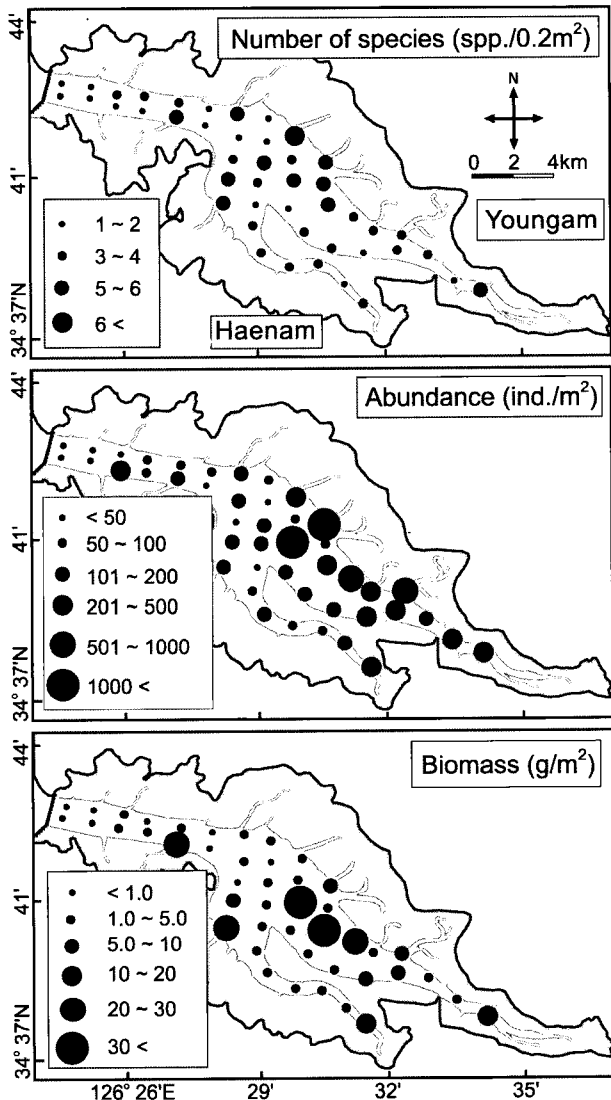 44'
Number of species (spp./0.2m²)
N
0 2 4km
41'
Youngam
1 ~ 2
3 ~ 4
5 ~ 6
6 <
Haenam
34° 37'N
44'
Abundance (ind./m²)
41'
< 50
50 ~ 100
101 ~ 200
201 ~ 500
501 ~ 1000
1000 <
34° 37'N
44'
Biomass (g/m²)
41'
< 1.0
1.0 ~ 5.0
5.0 ~ 10
10 ~ 20
20 ~ 30
30 <
34° 37'N
126° 26'E 29' 32' 35'